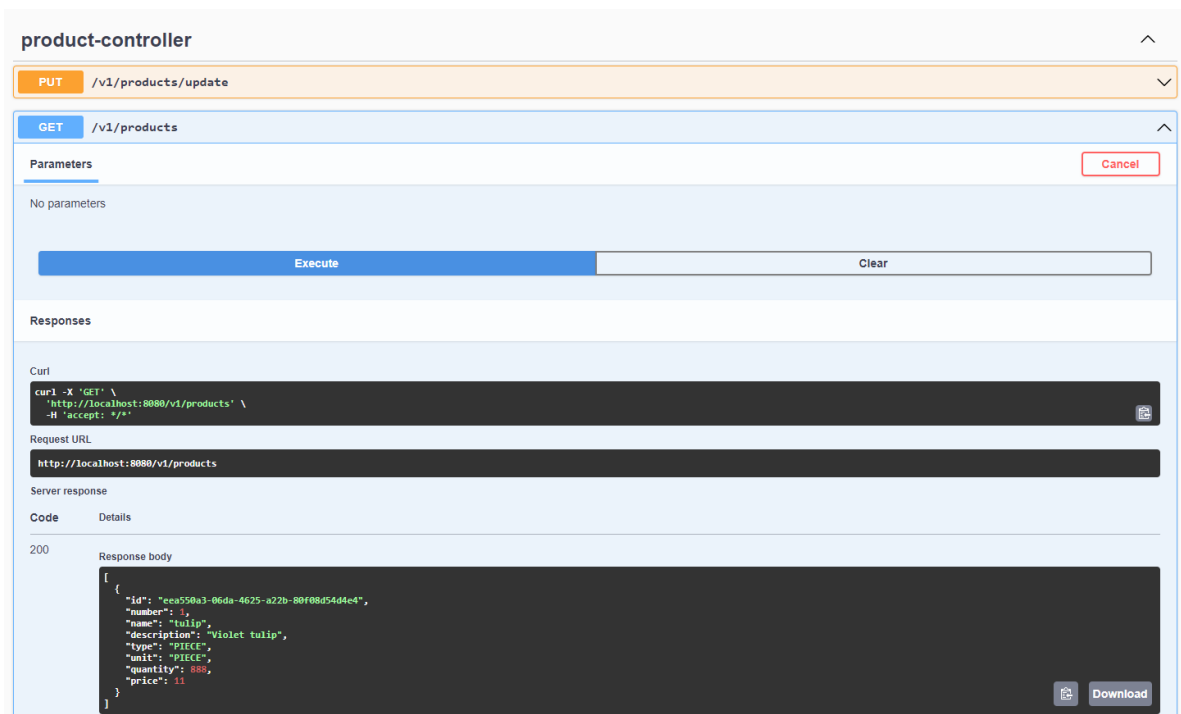 product-controller
PUT /v1/products/update
GET /v1/products
Parameters
Cancel
No parameters
Execute
Clear
Responses
Curl
curl -X 'GET' \
  'http://localhost:8080/v1/products' \
  -H 'accept: */*'
Request URL
http://localhost:8080/v1/products
Server response
Code Details
200
Response body
[
  {
    "id": "eea550a3-06da-4625-a22b-80f08d54d4e4",
    "number": 1,
    "name": "tulip",
    "description": "Violet tulip",
    "type": "PIECE",
    "unit": "PIECE",
    "quantity": 888,
    "price": 11
  }
]
Download